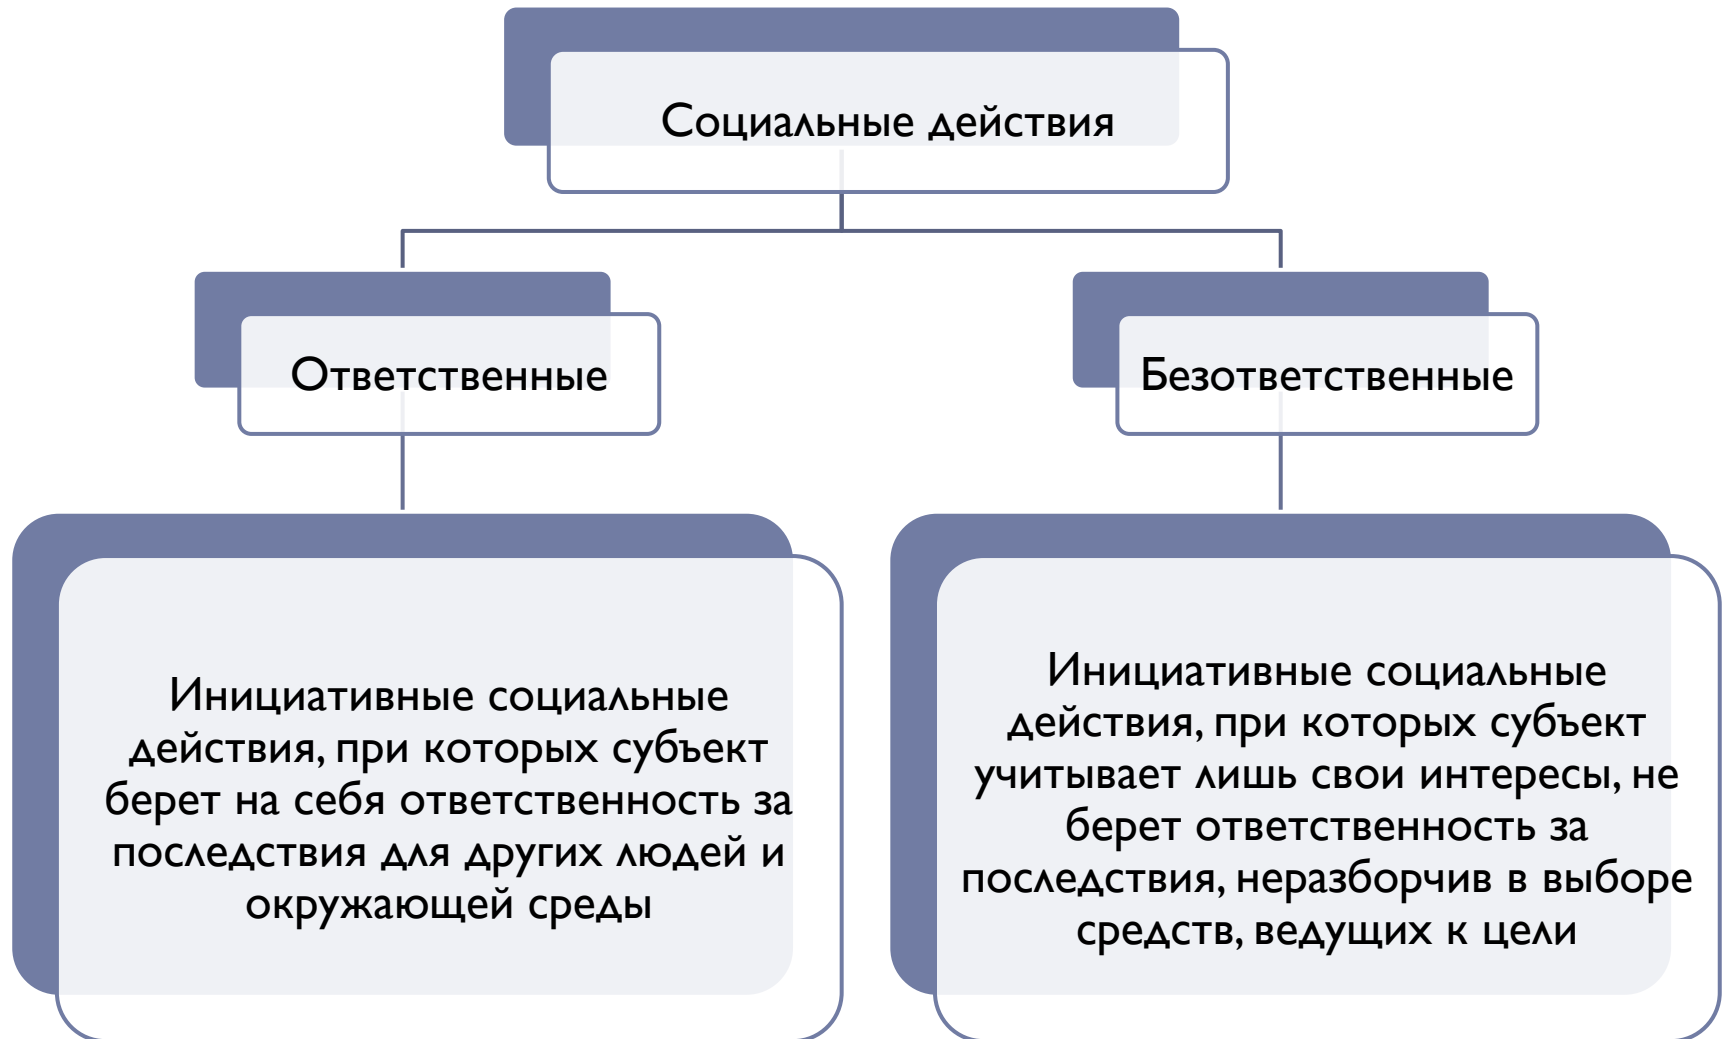 Социальные действия
Ответственные
Безответственные
Инициативные социальные
действия, при которых субъект
берет на себя ответственность за
последствия для других людей и
окружающей среды
Инициативные социальные
действия, при которых субъект
учитывает лишь свои интересы, не
берет ответственность за
последствия, неразборчив в выборе
средств, ведущих к цели